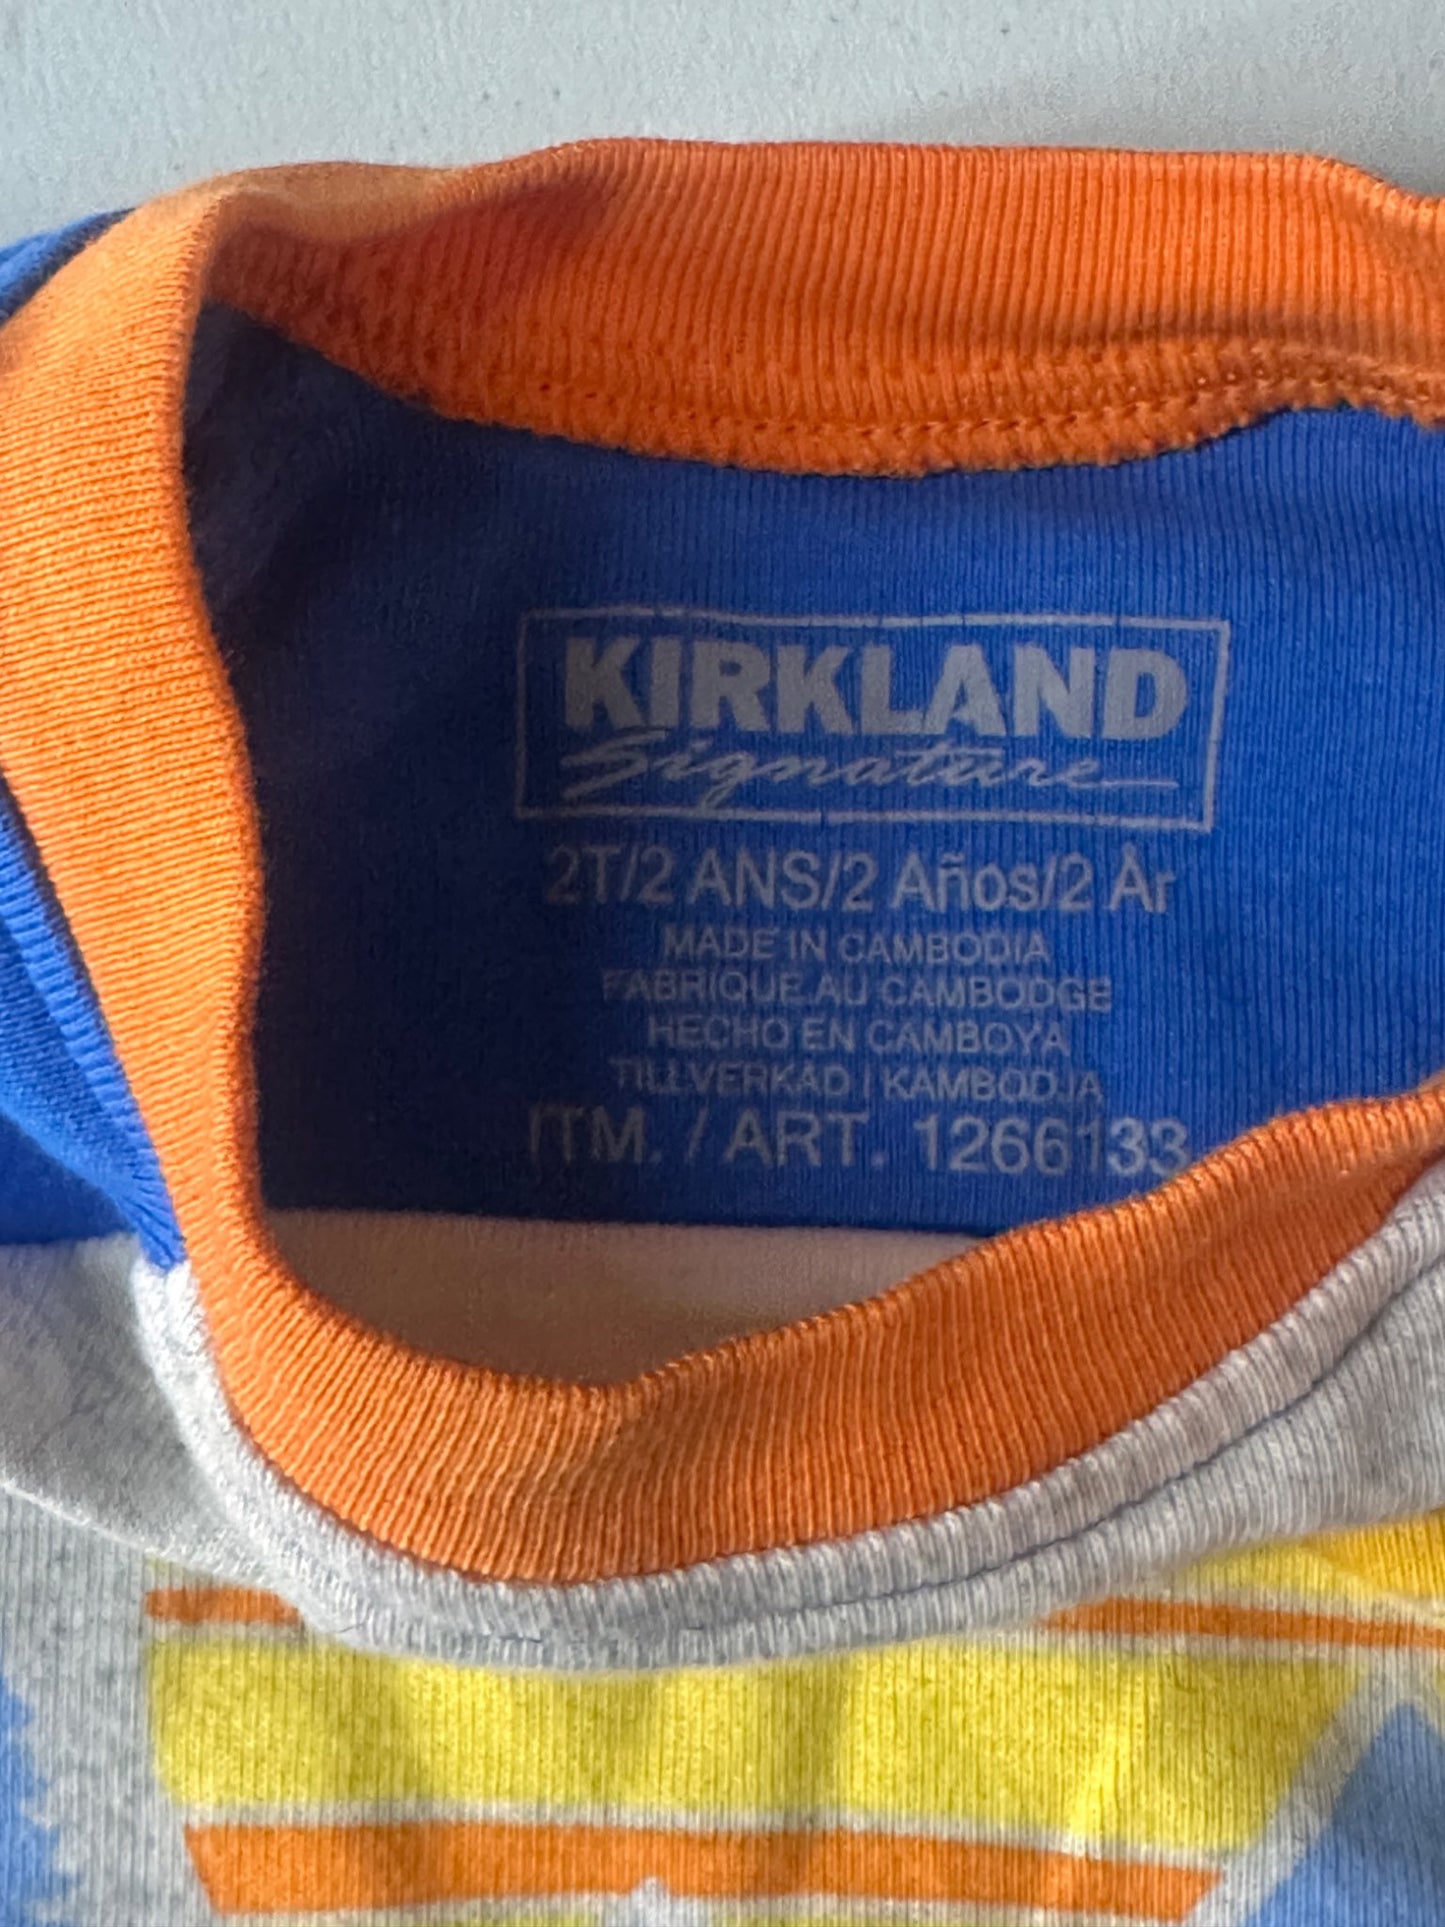 KIRKLAND
Signature
2T/2 ANS/2 Años/2 År
MADE IN CAMBODIA
FABRIQUE AU CAMBODGE
HECHO EN CAMBOYA
TILLVERKAD I KAMBODJA
ITM. / ART. 1266133